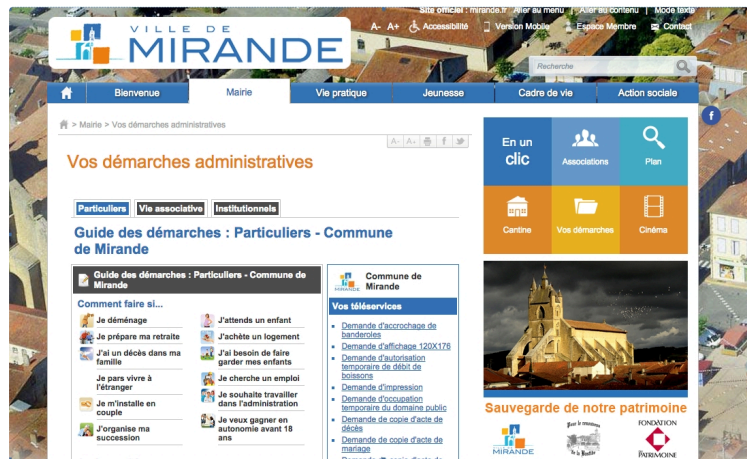 Site officiel : mirande.fr Aller au menu | Aller au contenu | Mode texte
A- A+ Accessibilité Version Mobile Espace Membre Contact
VILLE DE
MIRANDE
Recherche
Bienvenue Mairie Vie pratique Jeunesse Cadre de vie Action sociale
> Mairie > Vos démarches administratives
A- A+ f
f
Vos démarches administratives
Particuliers Vie associative Institutionnels
Guide des démarches : Particuliers - Commune
de Mirande
Guide des démarches : Particuliers - Commune de
Mirande
Comment faire si...
Je déménage
Je prépare ma retraite
J'ai un décès dans ma
famille
Je pars vivre à
l'étranger
Je m'installe en
couple
J'organise ma
succession
J'attends un enfant
J'achète un logement
J'ai besoin de faire
garder mes enfants
Je cherche un emploi
Je souhaite travailler
dans l'administration
Je veux gagner en
autonomie avant 18
ans
MIRANDE
Commune de
Mirande
Vos téléservices
Demande d'accrochage de
banderoles
Demande d'affichage 120X176
Demande d'autorisation
temporaire de débit de
boissons
Demande d'impression
Demande d'occupation
temporaire du domaine public
Demande de copie d'acte de
décès
Demande de copie d'acte de
mariage
En un
clic
Associations
Plan
Cantine
Vos démarches
Cinéma
Sauvegarde de notre patrimoine
MIRANDE
de la Bastide
FONDATION
PATRIMOINE